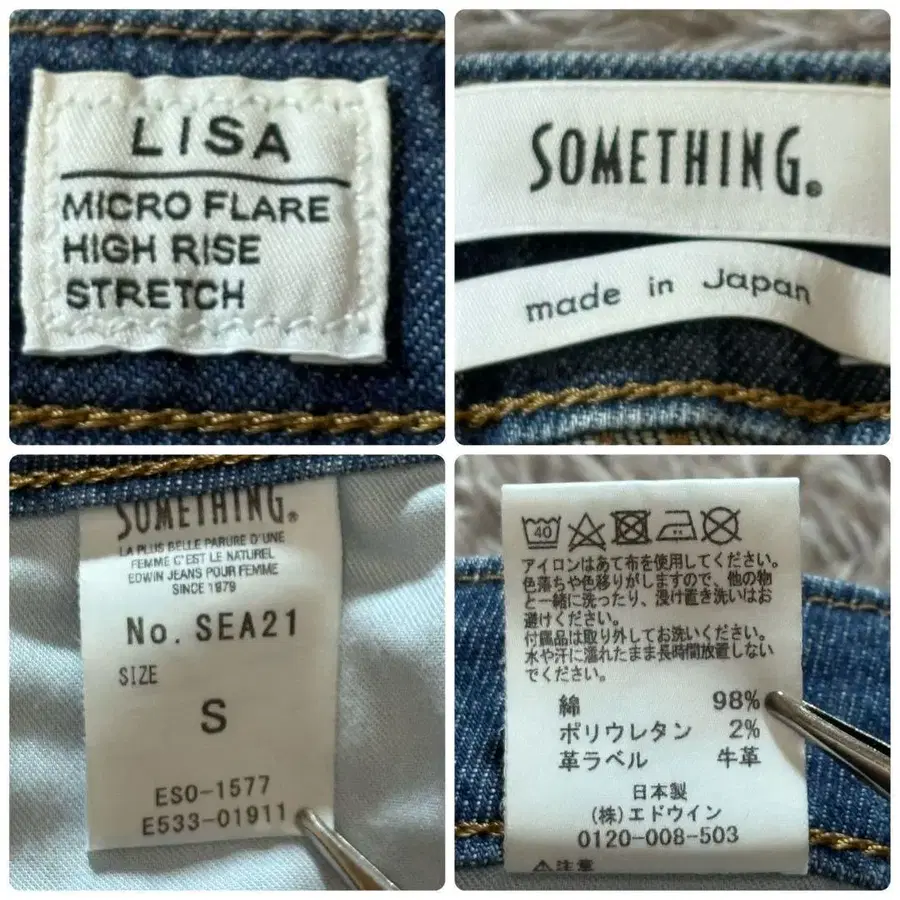 LISA
MICRO FLARE
HIGH RISE
STRETCH
SOMETHING®
made in Japan
SOMETHING®
LA PLUS BELLE PARURE D'UNE
FEMME C'EST LE NATUREL
EDWIN JEANS POUR FEMME
SINCE 1979
No. SEA21
SIZE
S
ESO-1577
E533-01911
40
アイロンはあて布を使用してください。
色落ちや色移りがしますので、他の物
と一緒に洗ったり、浸け置き洗いはお
避けください。
付属品は取り外してお洗いください。
水や汗に濡れたまま長時間放置しない
でください。
綿 98%
ポリウレタン 2%
革ラベル 牛革
日本製
(株)エドウイン
0120-008-503
⚠注意